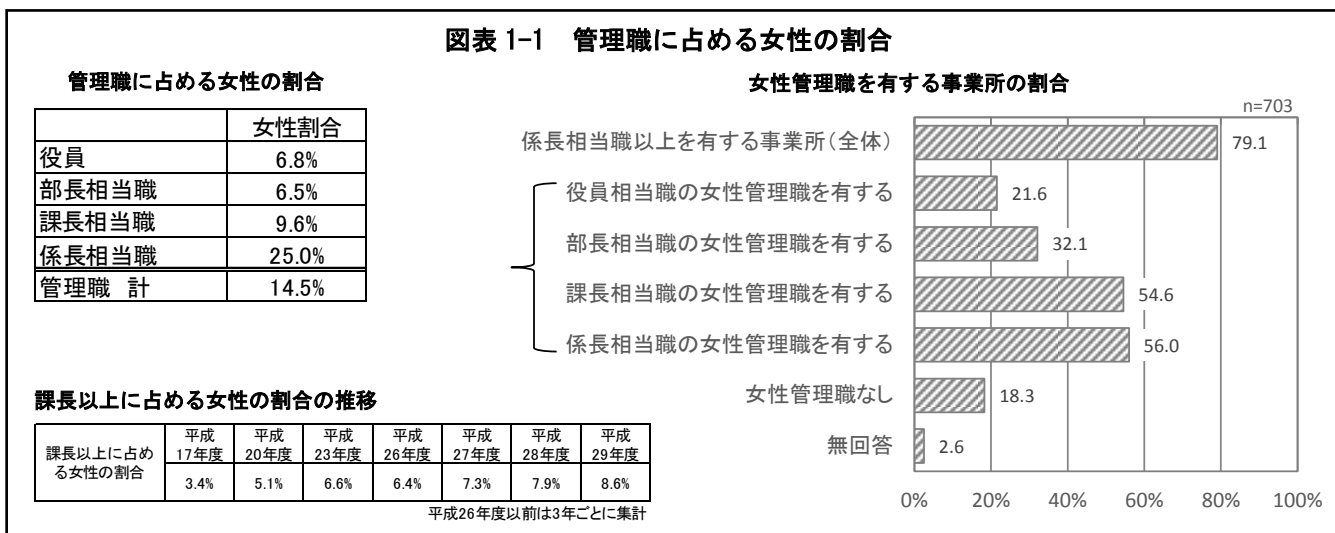 図表 1-1　管理職に占める女性の割合
管理職に占める女性の割合
女性割合
役員 6.8%
部長相当職 6.5%
課長相当職 9.6%
係長相当職 25.0%
管理職 計 14.5%
課長以上に占める女性の割合の推移
課長以上に占め
る女性の割合
平成 平成 平成 平成 平成 平成 平成
17年度 20年度 23年度 26年度 27年度 28年度 29年度
3.4% 5.1% 6.6% 6.4% 7.3% 7.9% 8.6%
平成26年度以前は3年ごとに集計
女性管理職を有する事業所の割合
n=703
係長相当職以上を有する事業所(全体) 79.1
役員相当職の女性管理職を有する 21.6
部長相当職の女性管理職を有する 32.1
課長相当職の女性管理職を有する 54.6
係長相当職の女性管理職を有する 56.0
女性管理職なし 18.3
無回答 2.6
0% 20% 40% 60% 80% 100%